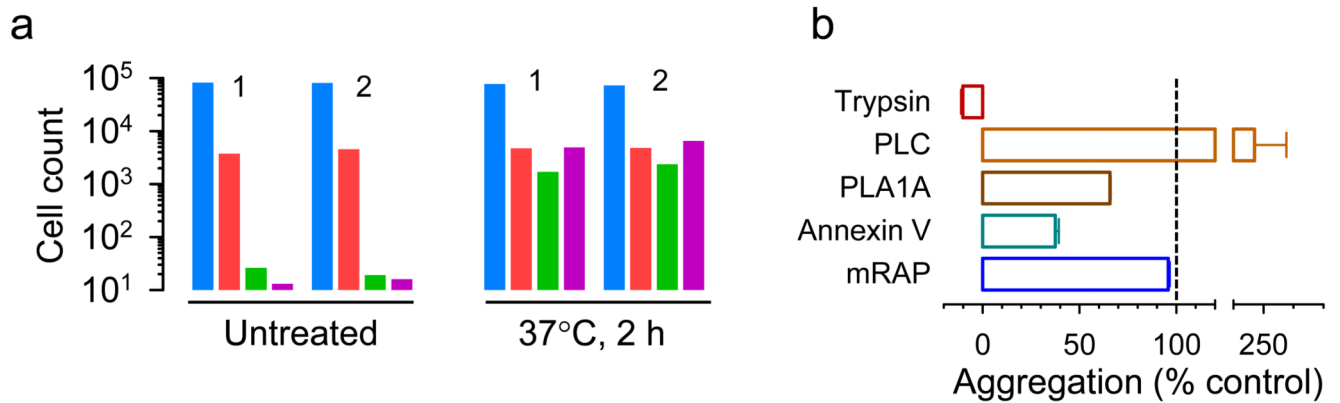 a
Cell count
10⁵
10⁴
10³
10²
10¹
1
2
1
2
Untreated
37°C, 2 h
b
Trypsin
PLC
PLA1A
Annexin V
mRAP
0
50
100
250
Aggregation (% control)